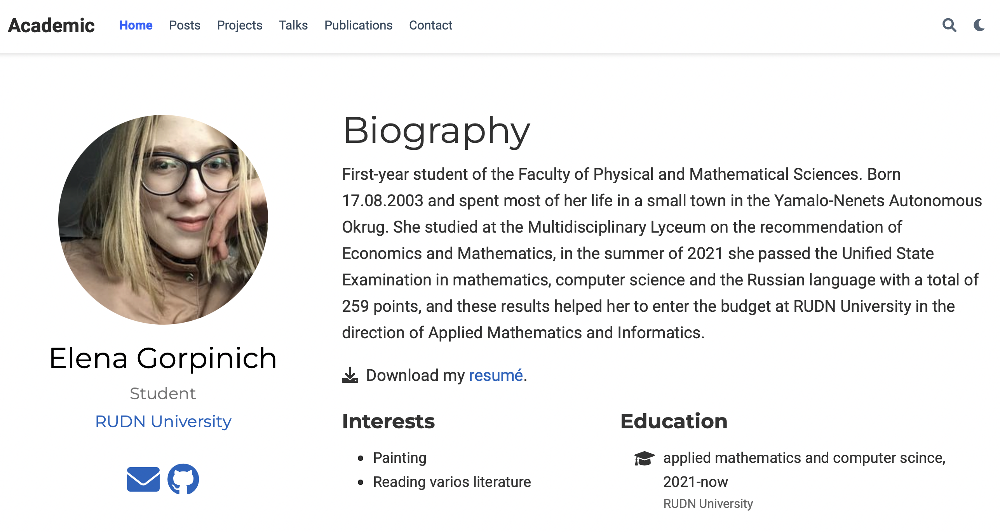 Academic Home Posts Projects Talks Publications Contact
Biography
First-year student of the Faculty of Physical and Mathematical Sciences. Born
17.08.2003 and spent most of her life in a small town in the Yamalo-Nenets Autonomous
Okrug. She studied at the Multidisciplinary Lyceum on the recommendation of
Economics and Mathematics, in the summer of 2021 she passed the Unified State
Examination in mathematics, computer science and the Russian language with a total of
259 points, and these results helped her to enter the budget at RUDN University in the
direction of Applied Mathematics and Informatics.
Download my resumé.
Elena Gorpinich
Student
RUDN University
Interests
Painting
Reading varios literature
Education
applied mathematics and computer scince,
2021-now
RUDN University